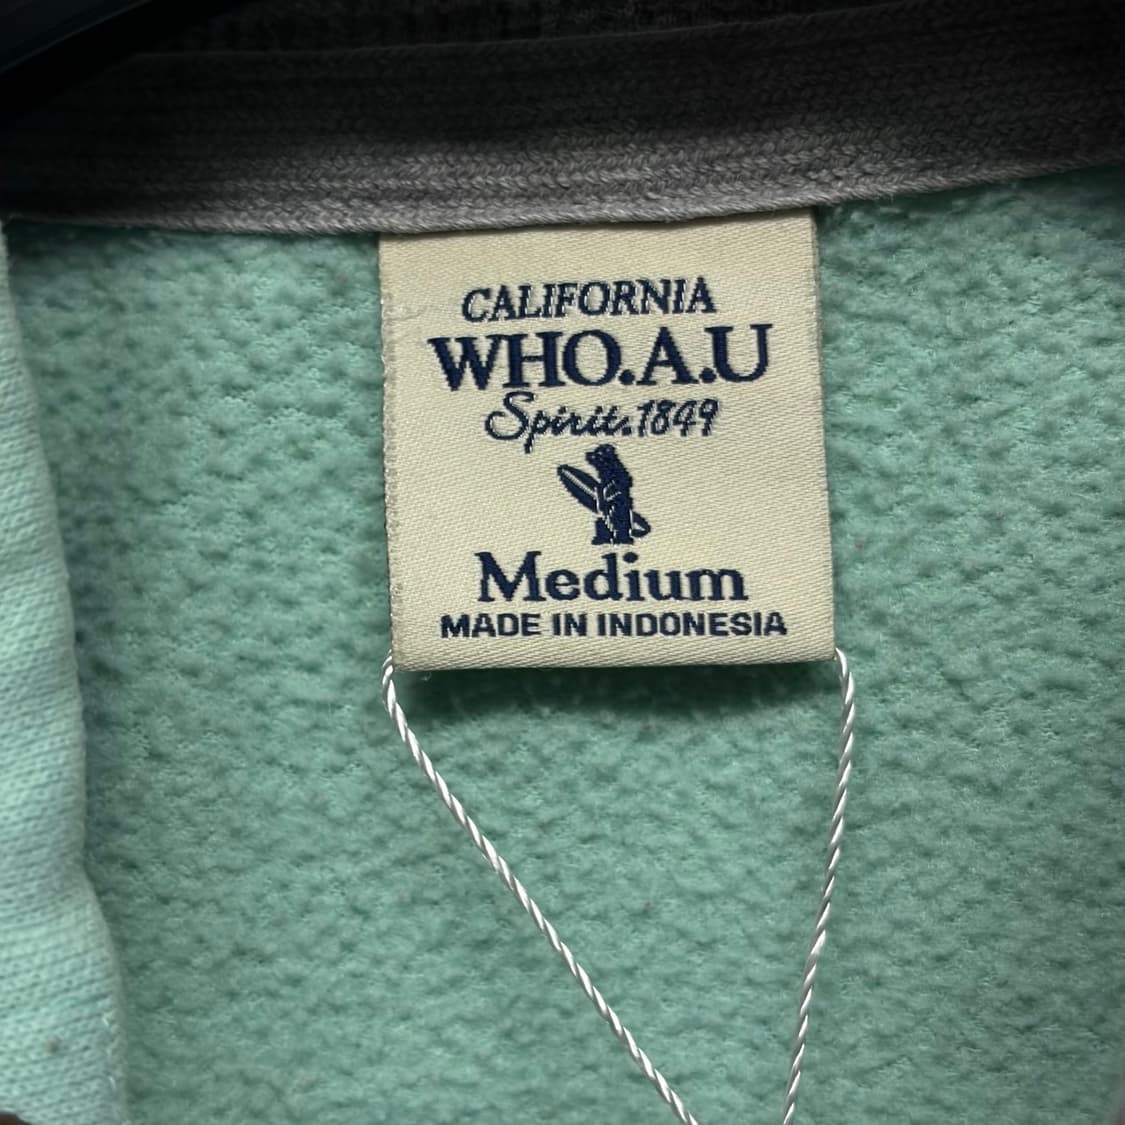 CALIFORNIA
WHO.A.U
Spirit.1849
Medium
MADE IN INDONESIA